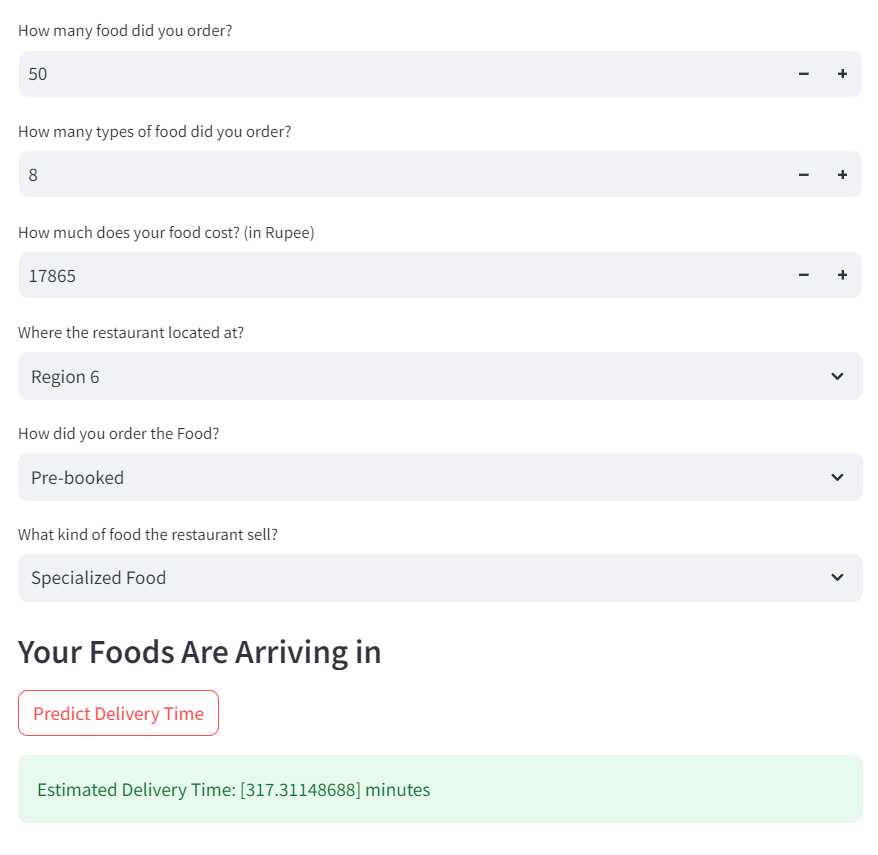 How many food did you order?
50
How many types of food did you order?
8
How much does your food cost? (in Rupee)
17865
Where the restaurant located at?
Region 6
How did you order the Food?
Pre-booked
What kind of food the restaurant sell?
Specialized Food
Your Foods Are Arriving in
Predict Delivery Time
Estimated Delivery Time: [317.31148688] minutes